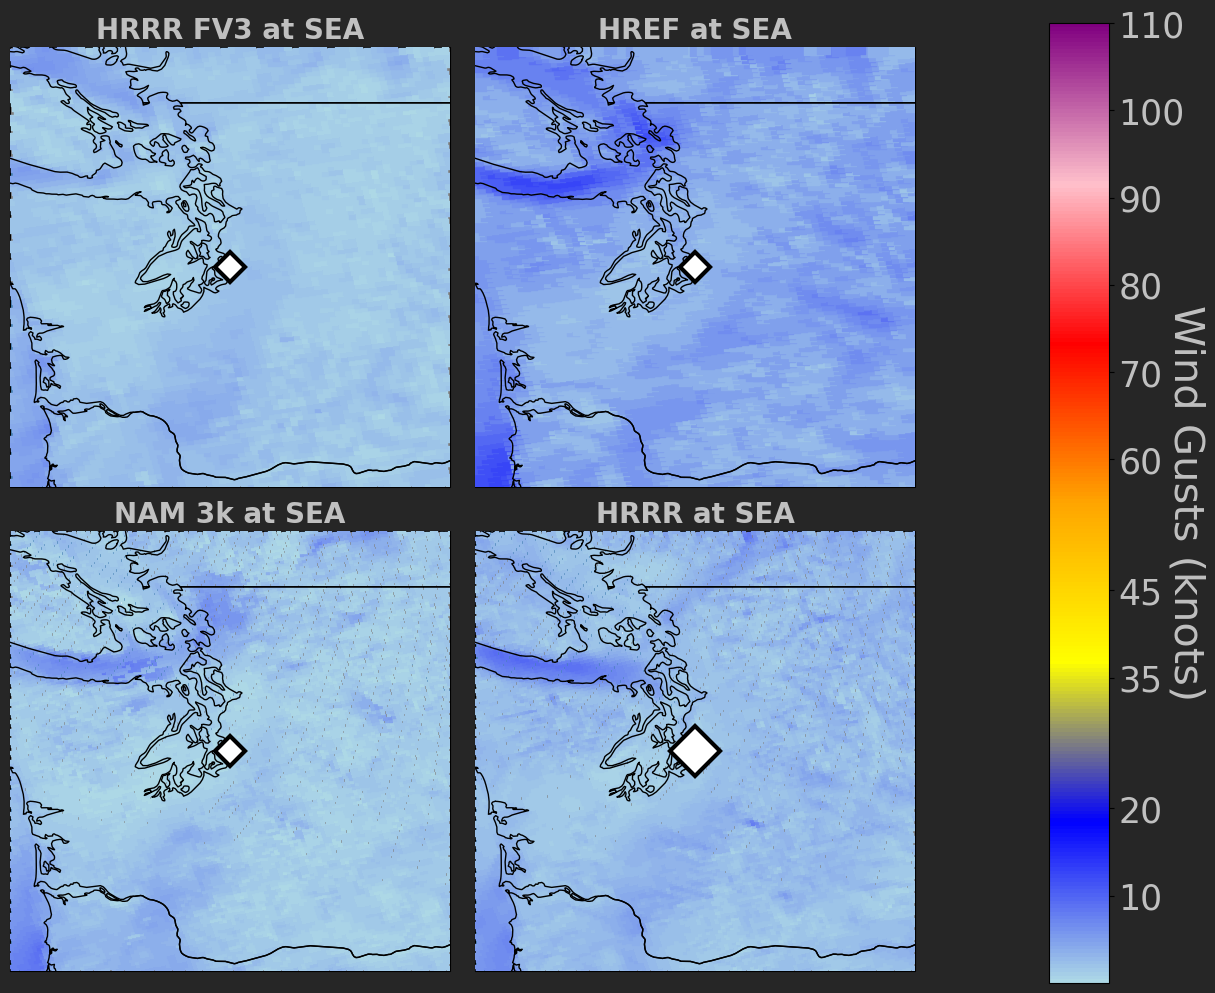 HRRR FV3 at SEA
HREF at SEA
NAM 3k at SEA
HRRR at SEA
110
100
90
80
70
60
45
35
20
10
Wind Gusts (knots)